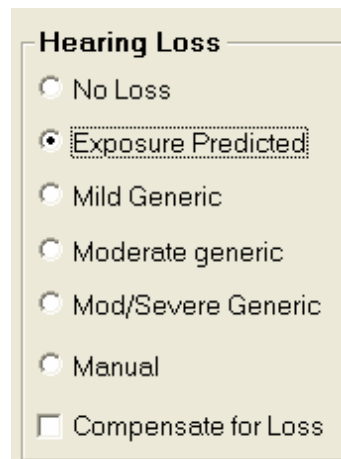 Hearing Loss
No Loss
Exposure Predicted
Mild Generic
Moderate generic
Mod/Severe Generic
Manual
Compensate for Loss